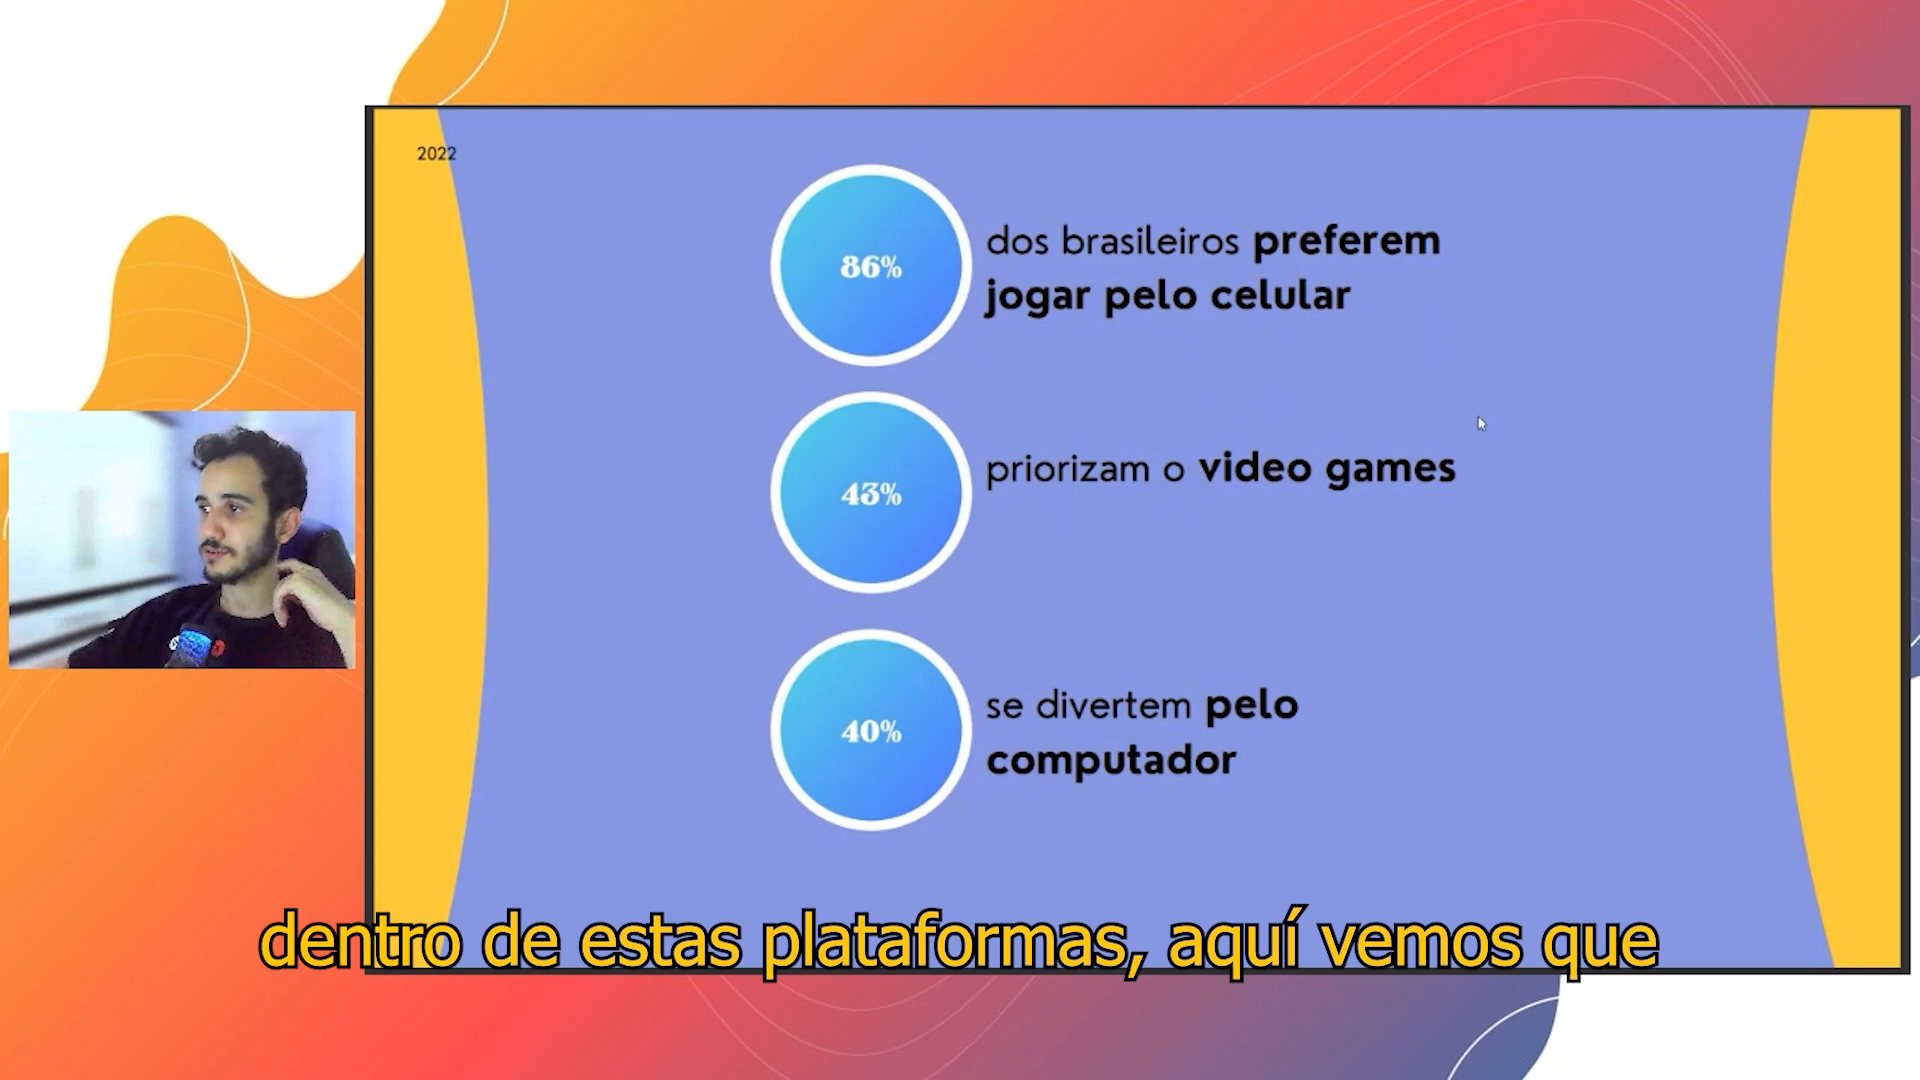 2022
86%
dos brasileiros preferem
jogar pelo celular
43%
priorizam o video games
40%
se divertem pelo
computador
dentro de estas plataformas, aquí vemos que